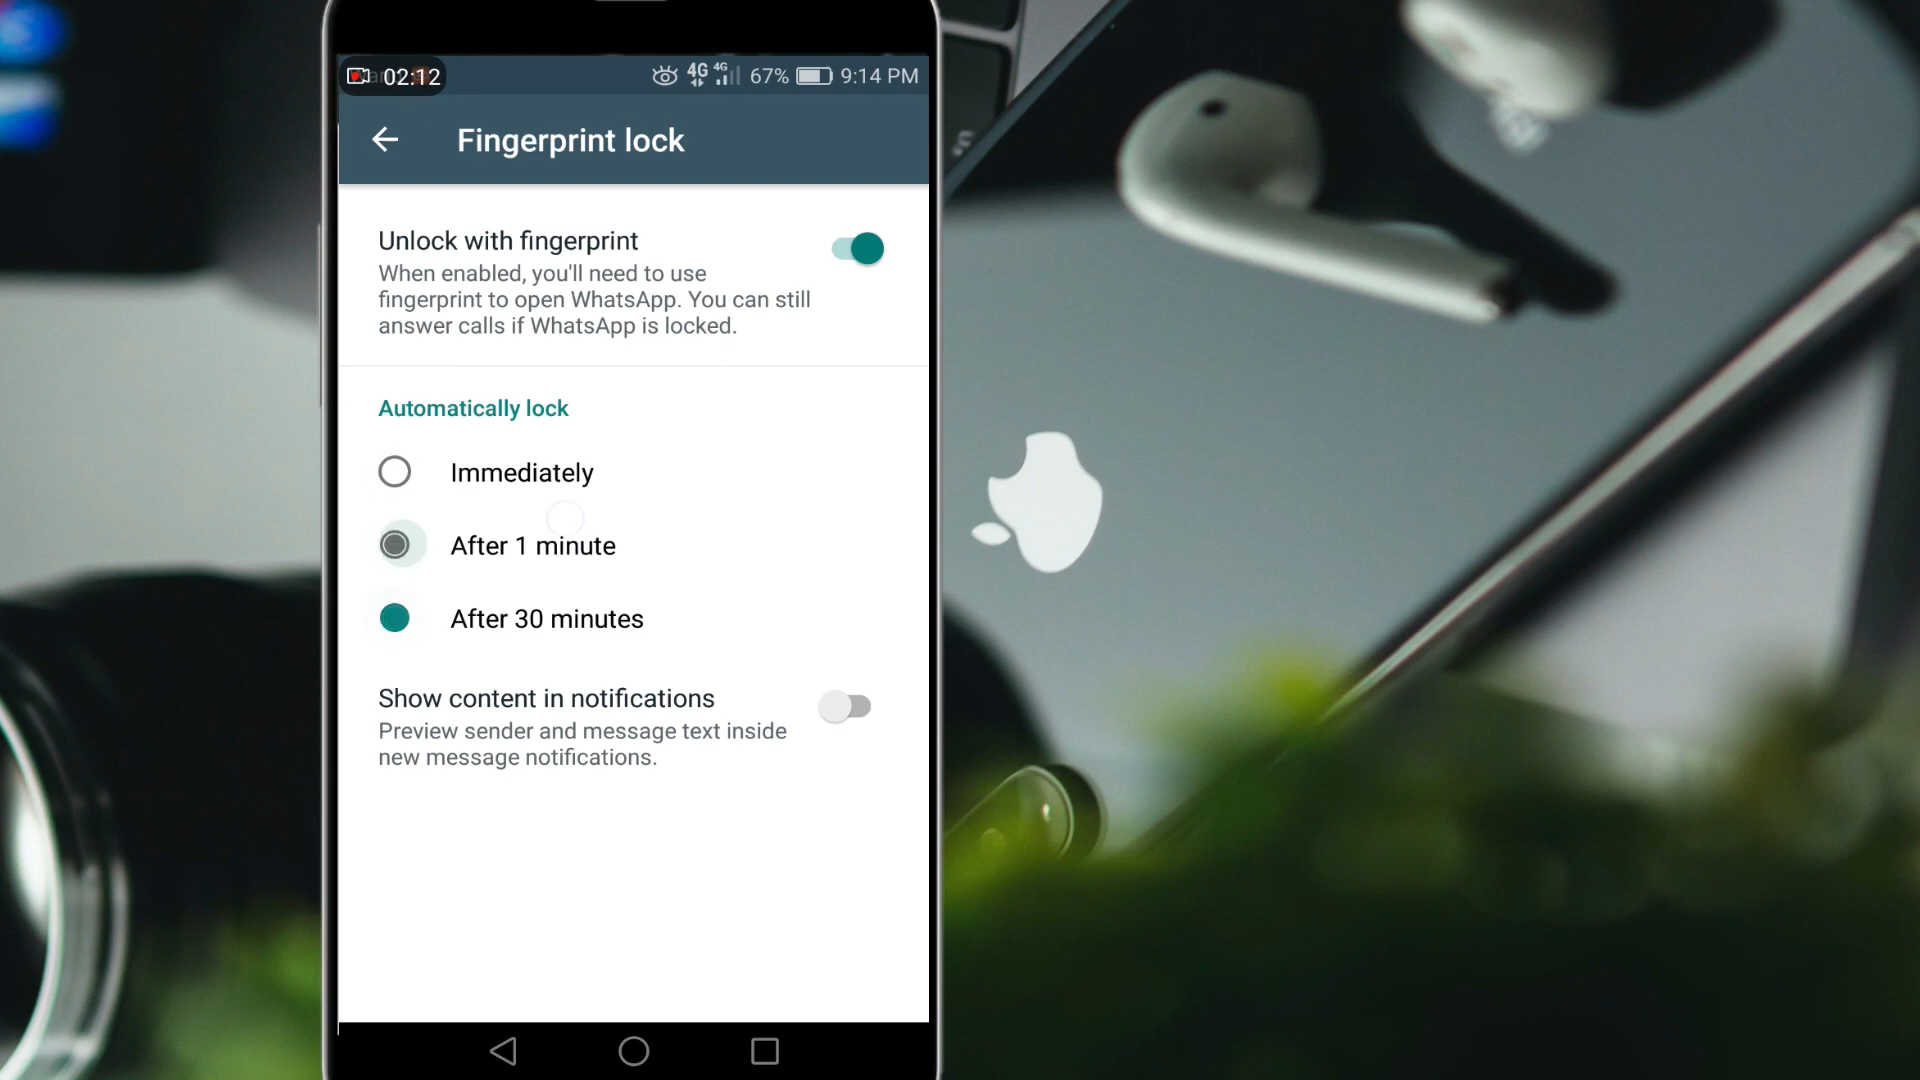 02:12 4G 4G 67% 9:14 PM
Fingerprint lock
Unlock with fingerprint
When enabled, you'll need to use
fingerprint to open WhatsApp. You can still
answer calls if WhatsApp is locked.
Automatically lock
Immediately
After 1 minute
After 30 minutes
Show content in notifications
Preview sender and message text inside
new message notifications.